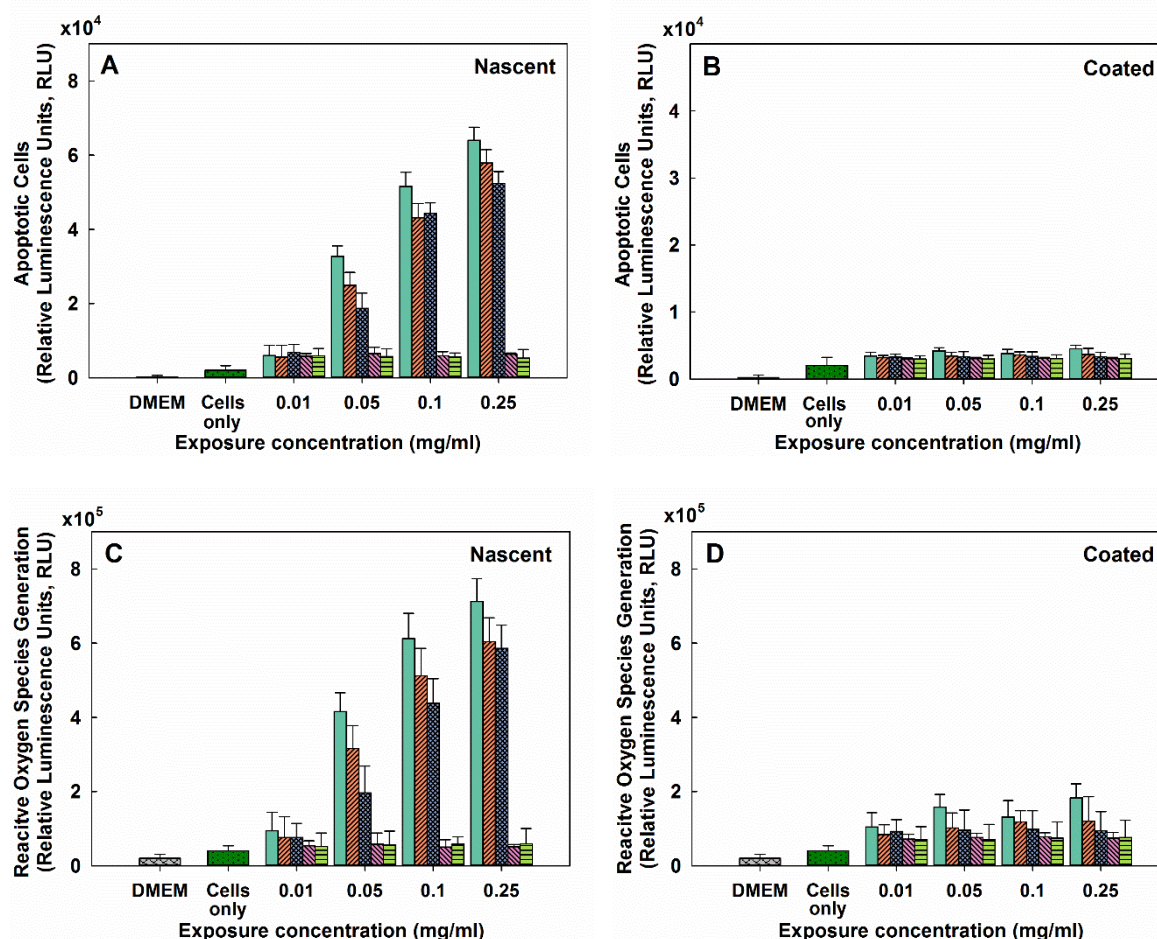 x10⁴
A
Nascent
Apoptotic Cells
(Relative Luminescence Units, RLU)
8
6
4
2
0
DMEM
Cells
only
0.01
0.05
0.1
0.25
Exposure concentration (mg/ml)
x10⁴
B
Coated
Apoptotic Cells
(Relative Luminescence Units, RLU)
4
3
2
1
0
DMEM
Cells
only
0.01
0.05
0.1
0.25
Exposure concentration (mg/ml)
x10⁵
C
Nascent
Reacitve Oxygen Species Generation
(Relative Luminescence Units, RLU)
8
6
4
2
0
DMEM
Cells
only
0.01
0.05
0.1
0.25
Exposure concentration (mg/ml)
x10⁵
D
Coated
Reacitve Oxygen Species Generation
(Relative Luminescence Units, RLU)
8
6
4
2
0
DMEM
Cells
only
0.01
0.05
0.1
0.25
Exposure concentration (mg/ml)